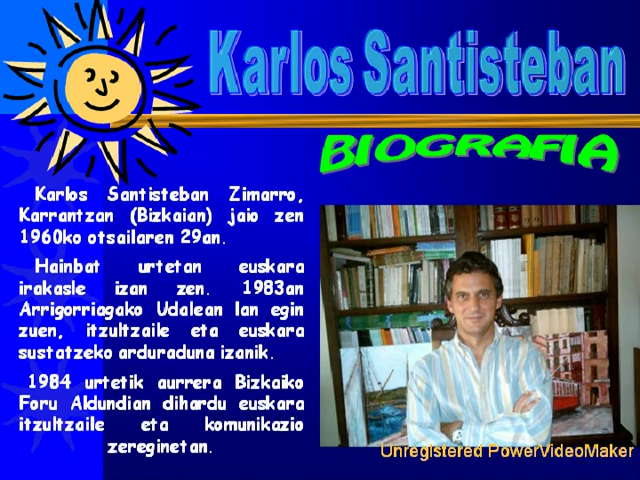 Karlos Santisteban
BIOGRAFIA
Karlos Santisteban Zimarro,
Karrantzan (Bizkaian) jaio zen
1960ko otsailaren 29an.
Hainbat urtetan euskara
irakasle izan zen. 1983an
Arrigorriagako Udalean lan egin
zuen, itzultzaile eta euskara
sustatzeko arduraduna izanik.
1984 urtetik aurrera Bizkaiko
Foru Aldundian dihardu euskara
itzultzaile eta komunikazio
zereginetan.
Unregistered PowerVideoMaker